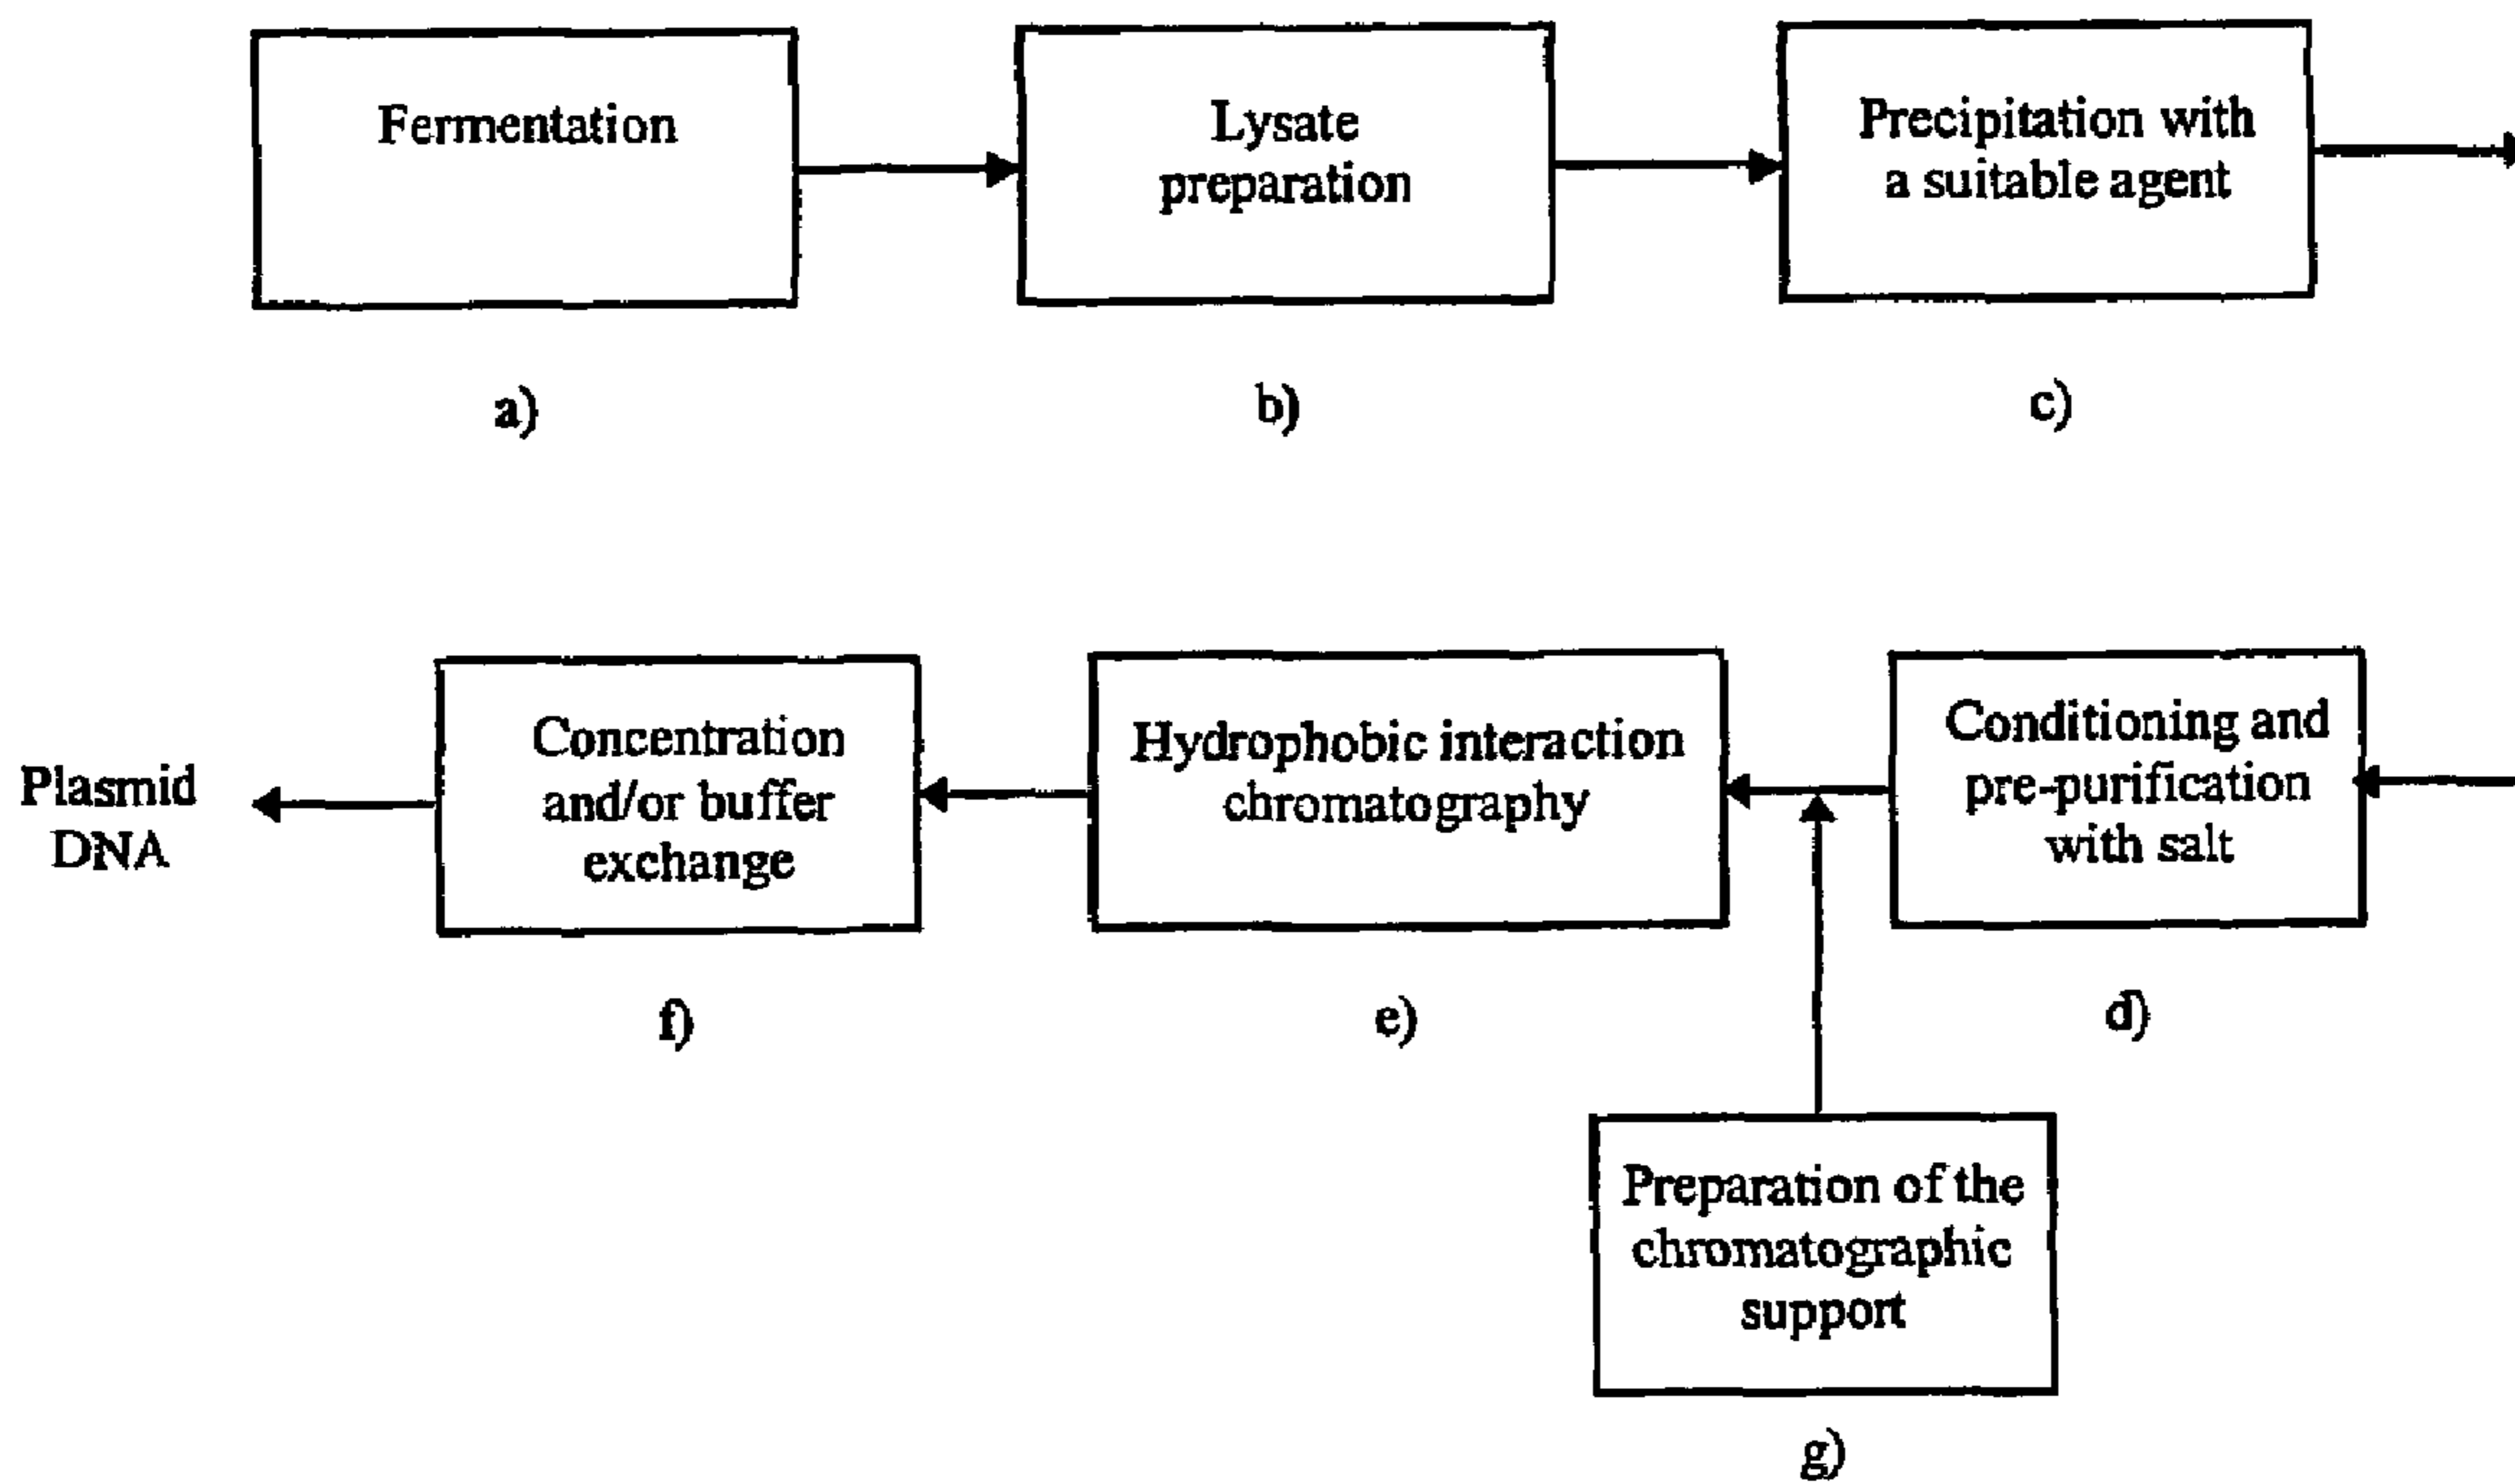 Fermentation
Lysate
preparation
Precipitation with
a suitable agent
a)
b)
c)
Plasmid
DNA
Concentration
and/or buffer
exchange
Hydrophobic interaction
chromatography
Conditioning and
pre-purification
with salt
f)
e)
d)
Preparation of the
chromatographic
support
g)